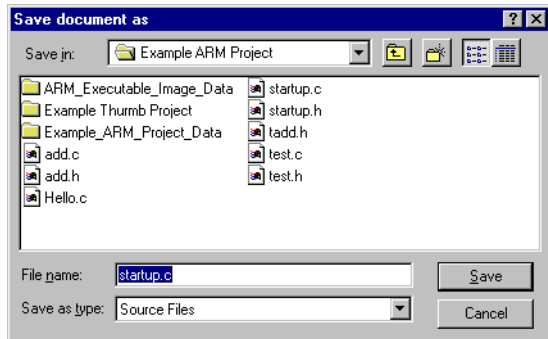 Save document as
Save in: Example ARM Project
ARM_Executable_Image_Data
Example Thurmb Project
Example_ARM_Project_Data
add.c
add.h
Hello.c
startup.c
startup.h
tadd.h
test.c
test.h
File name: startup.c
Save
Save as type: Source Files
Cancel